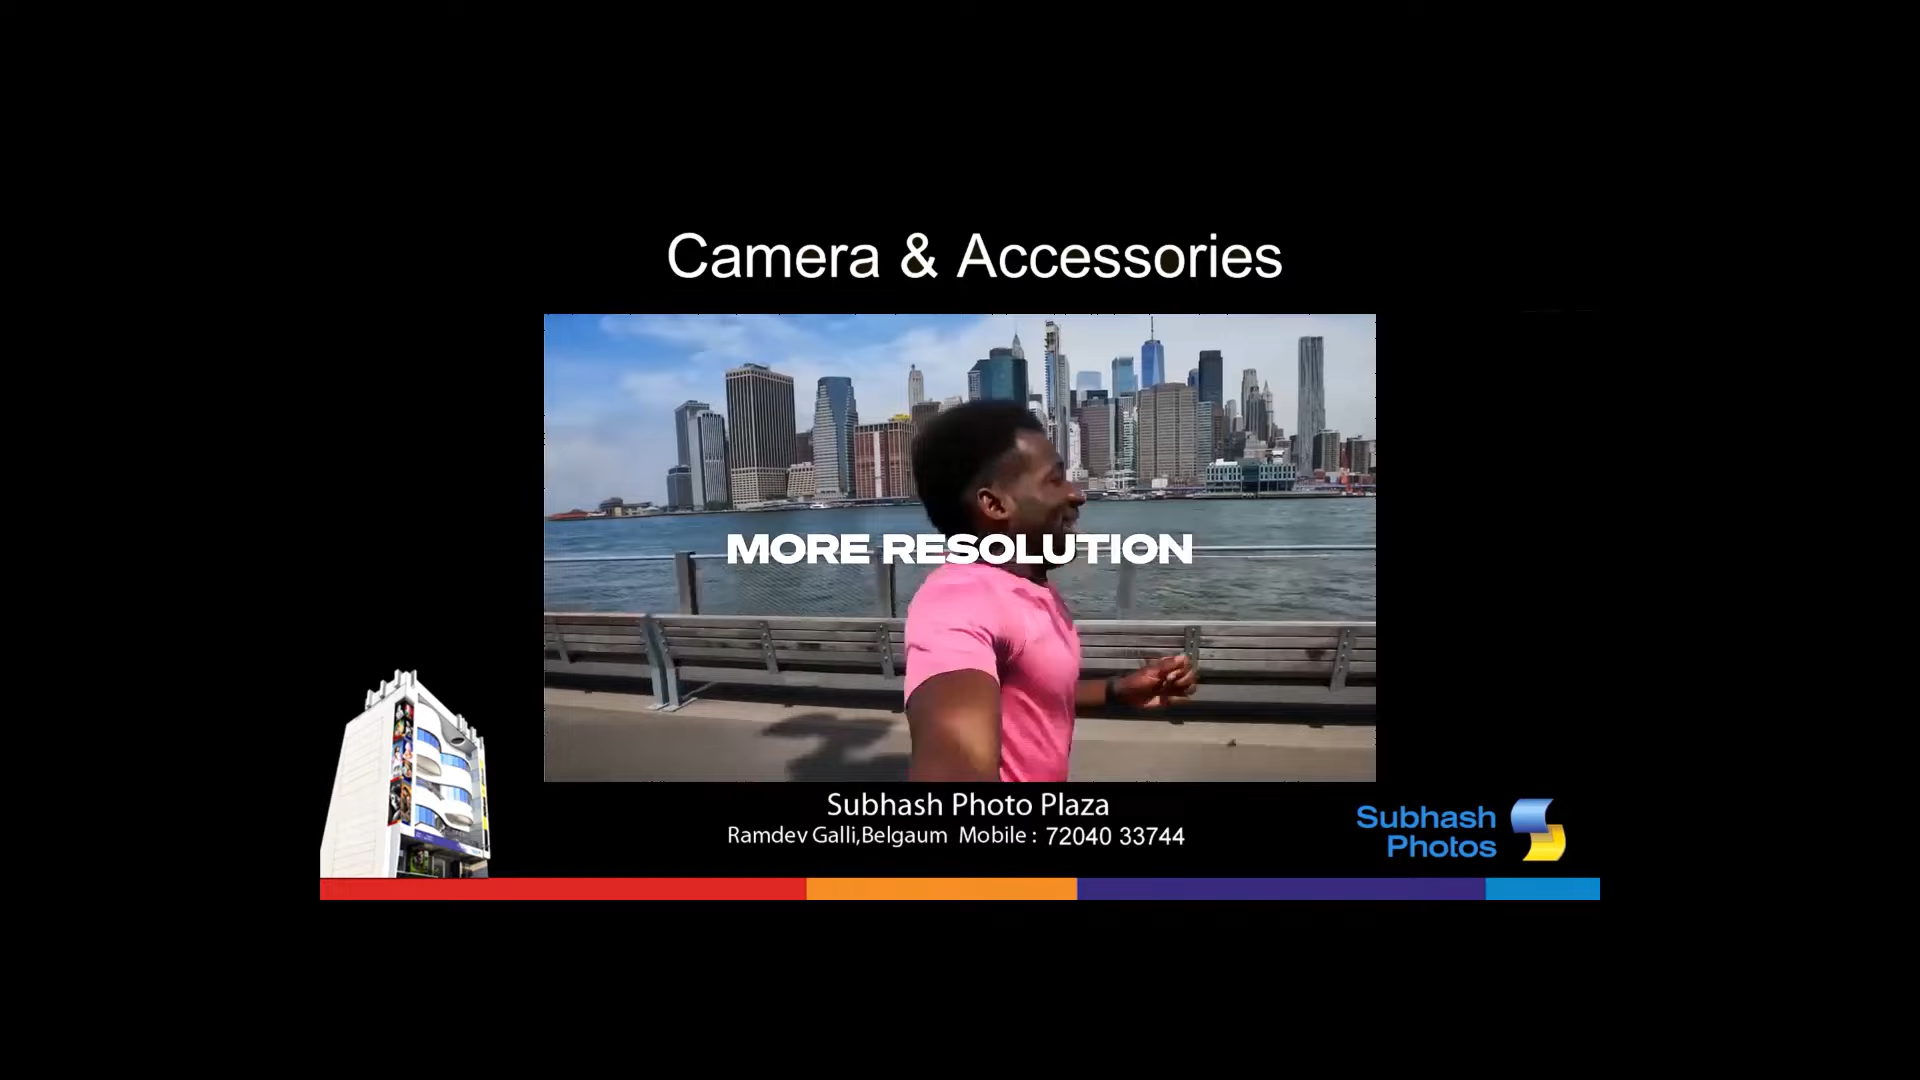 Camera & Accessories
MORE RESOLUTION
Subhash Photo Plaza
Ramdev Galli,Belgaum Mobile : 72040 33744
Subhash
Photos